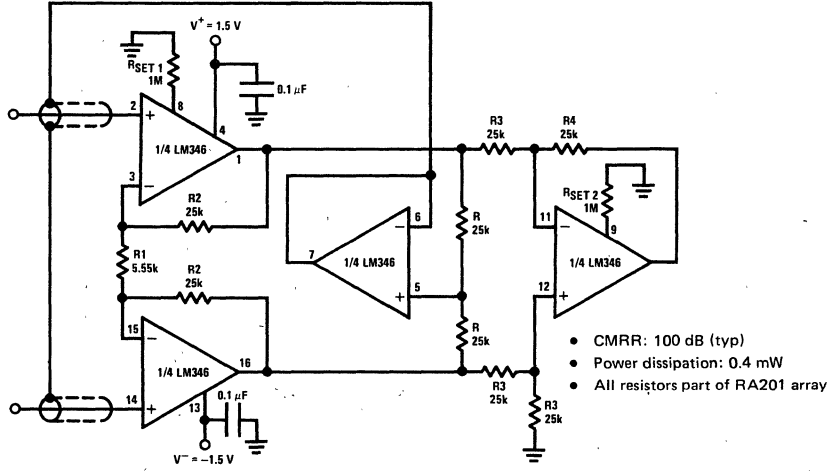 V+ = 1.5 V
RSET 1
1M
0.1 μF
2
8
+
4
1/4 LM346
1
3
−
R2
25k
R1
5.55k
R2
25k
15
−
1/4 LM346
16
14
+
13
0.1 μF
V− = −1.5 V
7
6
−
1/4 LM346
5
+
R
25k
R
25k
R3
25k
R4
25k
RSET 2
1M
11
−
9
1/4 LM346
12
+
R3
25k
R3
25k
• CMRR: 100 dB (typ)
• Power dissipation: 0.4 mW
• All resistors part of RA201 array